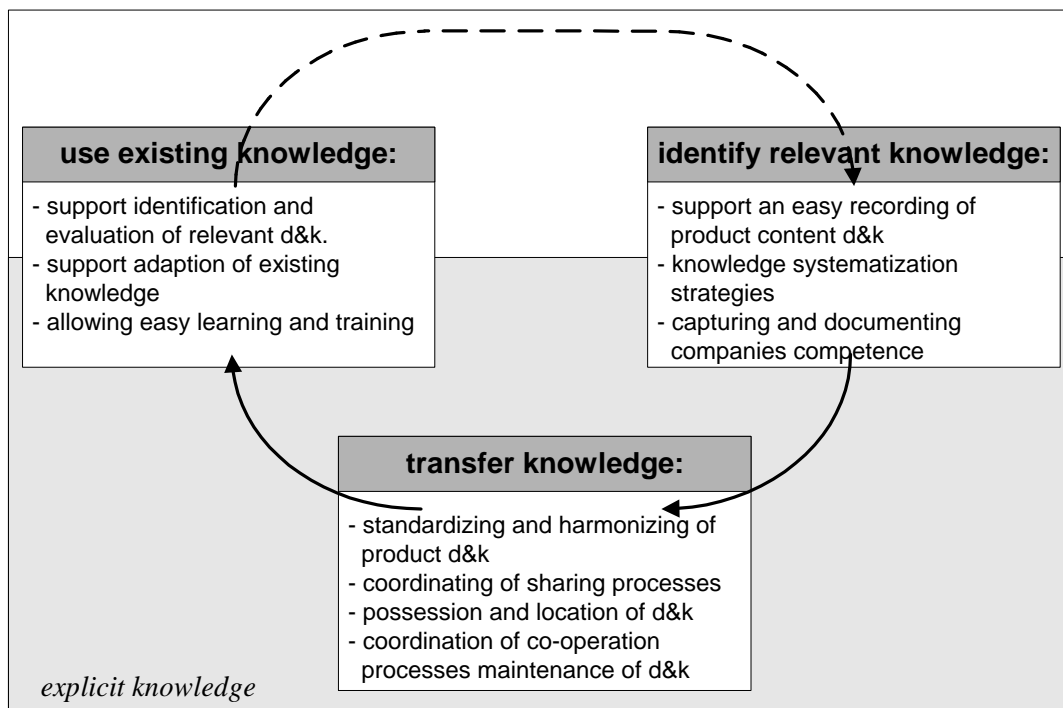 use existing knowledge:
- support identification and
evaluation of relevant d&k.
- support adaption of existing
knowledge
- allowing easy learning and training
identify relevant knowledge:
- support an easy recording of
product content d&k
- knowledge systematization
strategies
- capturing and documenting
companies competence
transfer knowledge:
- standardizing and harmonizing of
product d&k
- coordinating of sharing processes
- possession and location of d&k
- coordination of co-operation
processes maintenance of d&k
explicit knowledge